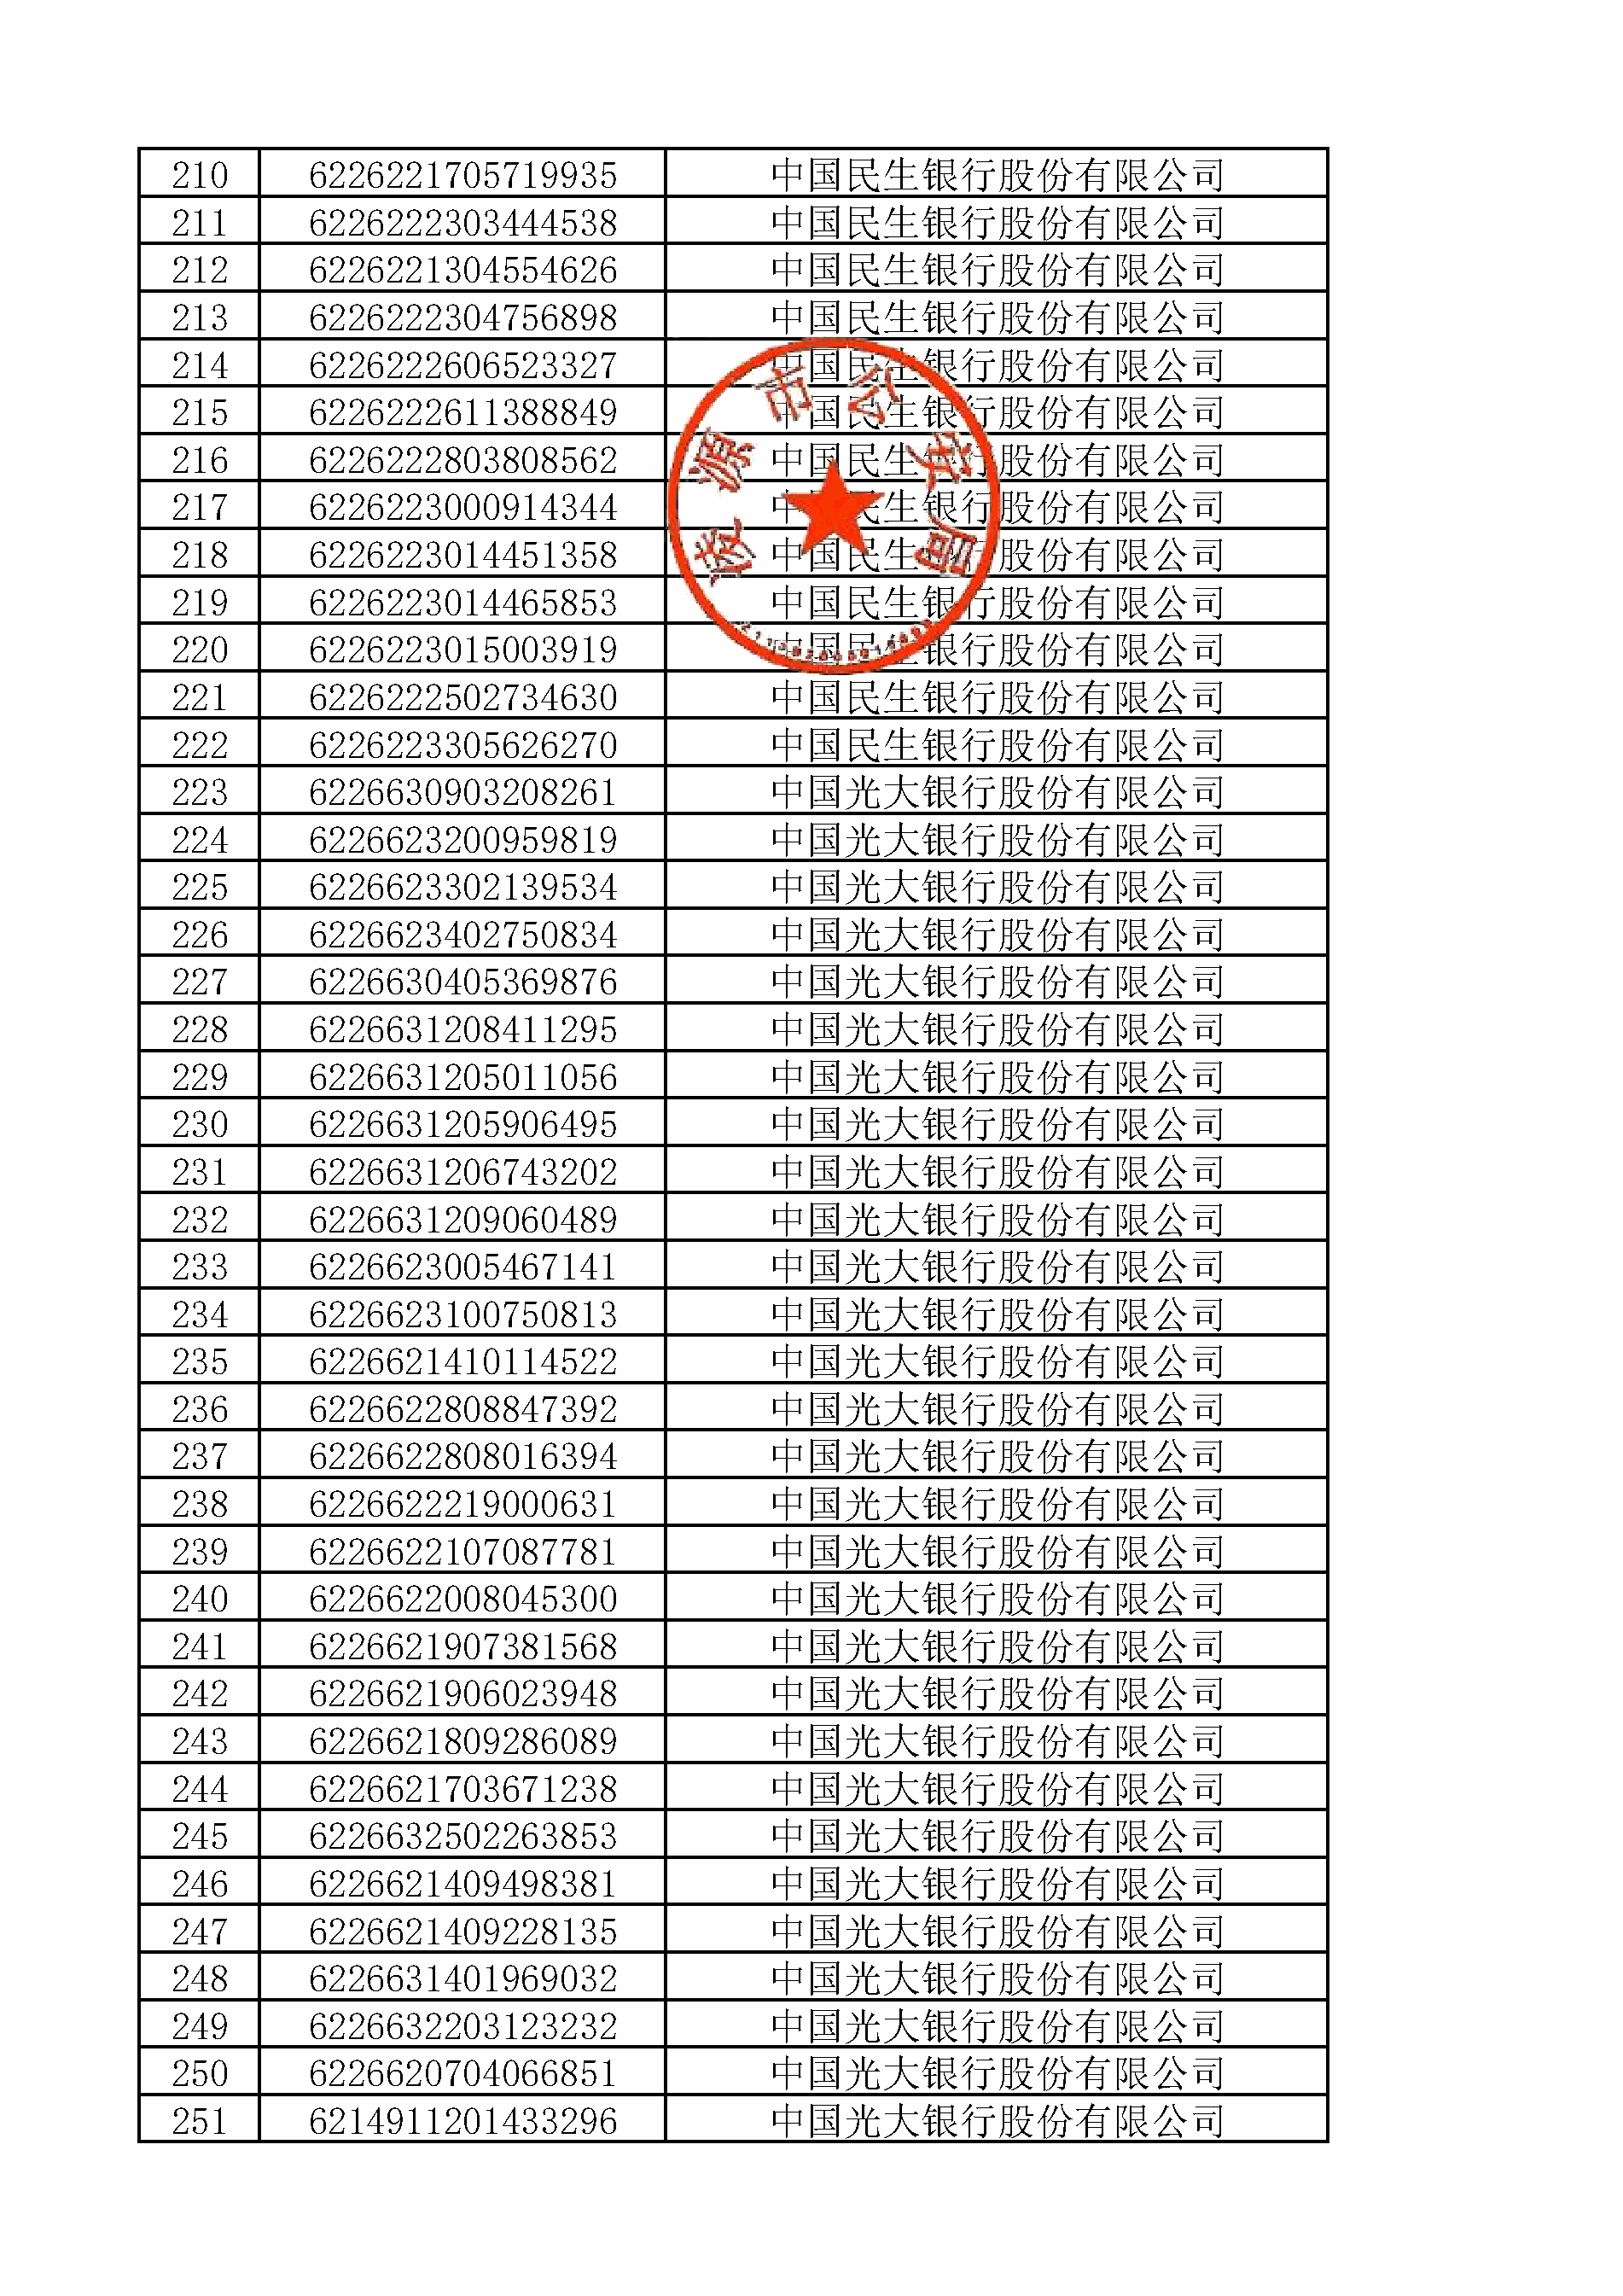 210 6226221705719935 中国民生银行股份有限公司
211 6226222303444538 中国民生银行股份有限公司
212 6226221304554626 中国民生银行股份有限公司
213 6226222304756898 中国民生银行股份有限公司
214 6226222606523327 中国民生银行股份有限公司
215 6226222611388849 中国民生银行股份有限公司
216 6226222803808562 中国民生银行股份有限公司
217 6226223000914344 中国民生银行股份有限公司
218 6226223014451358 中国民生银行股份有限公司
219 6226223014465853 中国民生银行股份有限公司
220 6226223015003919 中国民生银行股份有限公司
凌源市公安局
221 6226222502734630 中国民生银行股份有限公司
222 6226223305626270 中国民生银行股份有限公司
223 6226630903208261 中国光大银行股份有限公司
224 6226623200959819 中国光大银行股份有限公司
225 6226623302139534 中国光大银行股份有限公司
226 6226623402750834 中国光大银行股份有限公司
227 6226630405369876 中国光大银行股份有限公司
228 6226631208411295 中国光大银行股份有限公司
229 6226631205011056 中国光大银行股份有限公司
230 6226631205906495 中国光大银行股份有限公司
231 6226631206743202 中国光大银行股份有限公司
232 6226631209060489 中国光大银行股份有限公司
233 6226623005467141 中国光大银行股份有限公司
234 6226623100750813 中国光大银行股份有限公司
235 6226621410114522 中国光大银行股份有限公司
236 6226622808847392 中国光大银行股份有限公司
237 6226622808016394 中国光大银行股份有限公司
238 6226622219000631 中国光大银行股份有限公司
239 6226622107087781 中国光大银行股份有限公司
240 6226622008045300 中国光大银行股份有限公司
241 6226621907381568 中国光大银行股份有限公司
242 6226621906023948 中国光大银行股份有限公司
243 6226621809286089 中国光大银行股份有限公司
244 6226621703671238 中国光大银行股份有限公司
245 6226632502263853 中国光大银行股份有限公司
246 6226621409498381 中国光大银行股份有限公司
247 6226621409228135 中国光大银行股份有限公司
248 6226631401969032 中国光大银行股份有限公司
249 6226632203123232 中国光大银行股份有限公司
250 6226620704066851 中国光大银行股份有限公司
251 6214911201433296 中国光大银行股份有限公司